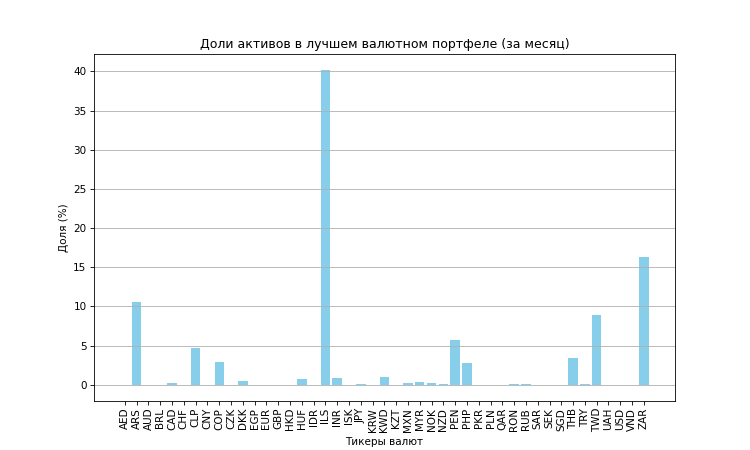 Доли активов в лучшем валютном портфеле (за месяц)
Доля (%)
40
35
30
25
20
15
10
5
0
AED ARS AUD BRL CAD CHF CLP CNY COP CZK DKK EGP EUR GBP HKD HUF IDR ILS INR ISK JPY KRW KWD KZT MXN MYR NOK NZD PEN PHP PKR PLN QAR RON RUB SAR SEK SGD THB TRY TWD UAH USD VND ZAR
Тикеры валют